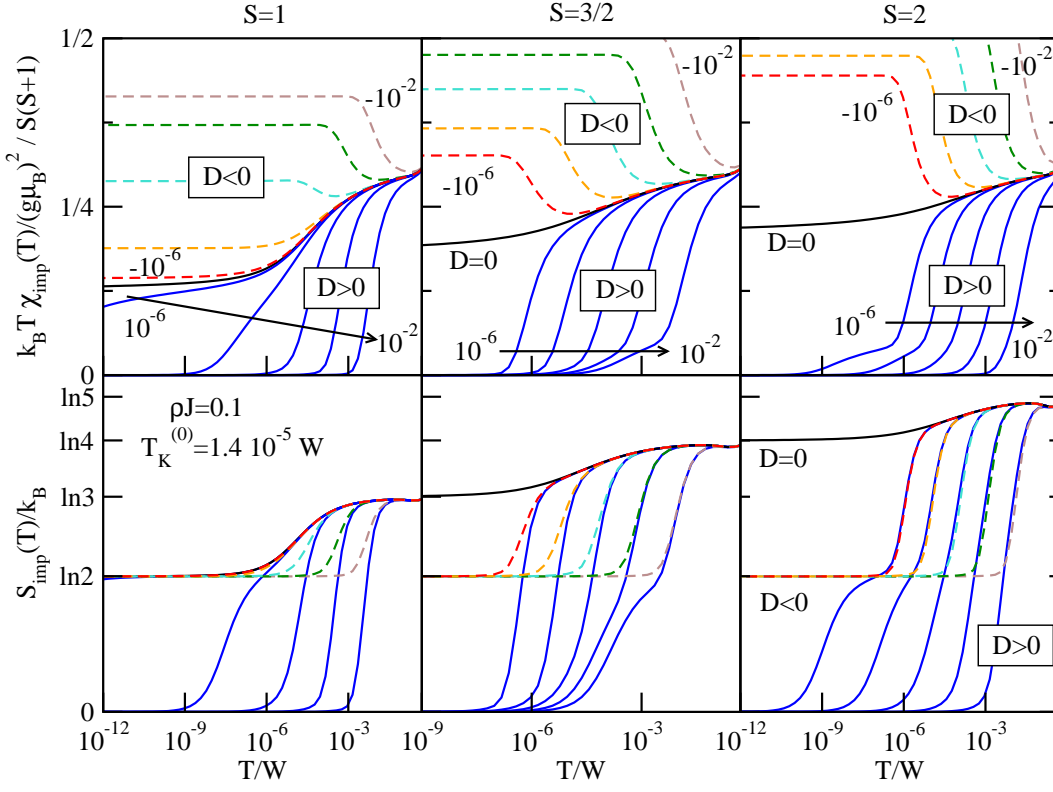 S=1 S=3/2 S=2
k_B T χ_imp(T)/(gμ_B)^2 / S(S+1)
1/2
1/4
0
-10^-2
D<0
-10^-6
10^-6
D>0
10^-2
-10^-2
D<0
-10^-6
D=0
D>0
10^-6
10^-2
-10^-2
D<0
-10^-6
D=0
D>0
10^-6
10^-2
S_imp(T)/k_B
ln5
ln4
ln3
ln2
0
ρJ=0.1
T_K^(0)=1.4 10^-5 W
D=0
D<0
D>0
10^-12 10^-9 10^-6 10^-3 10^-9 10^-6 10^-3 10^-12 10^-9 10^-6 10^-3
T/W T/W T/W